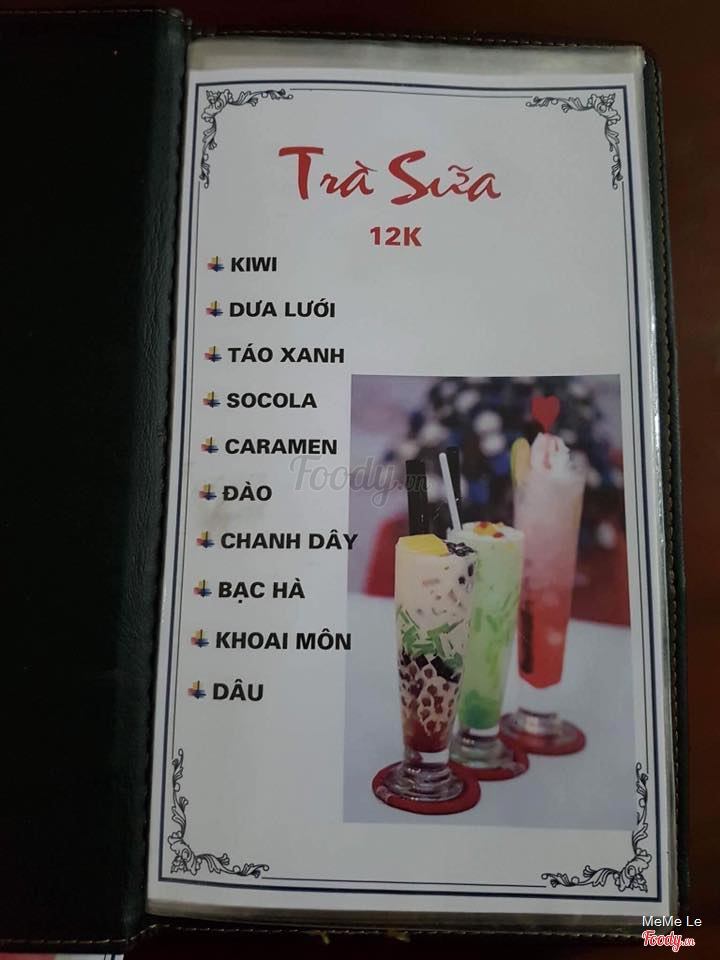 Trà Sữa
12K
KIWI
DƯA LƯỚI
TÁO XANH
SOCOLA
CARAMEN
ĐÀO
CHANH DÂY
BẠC HÀ
KHOAI MÔN
DÂU
Foody.vn
MeMe Le
Foody.vn